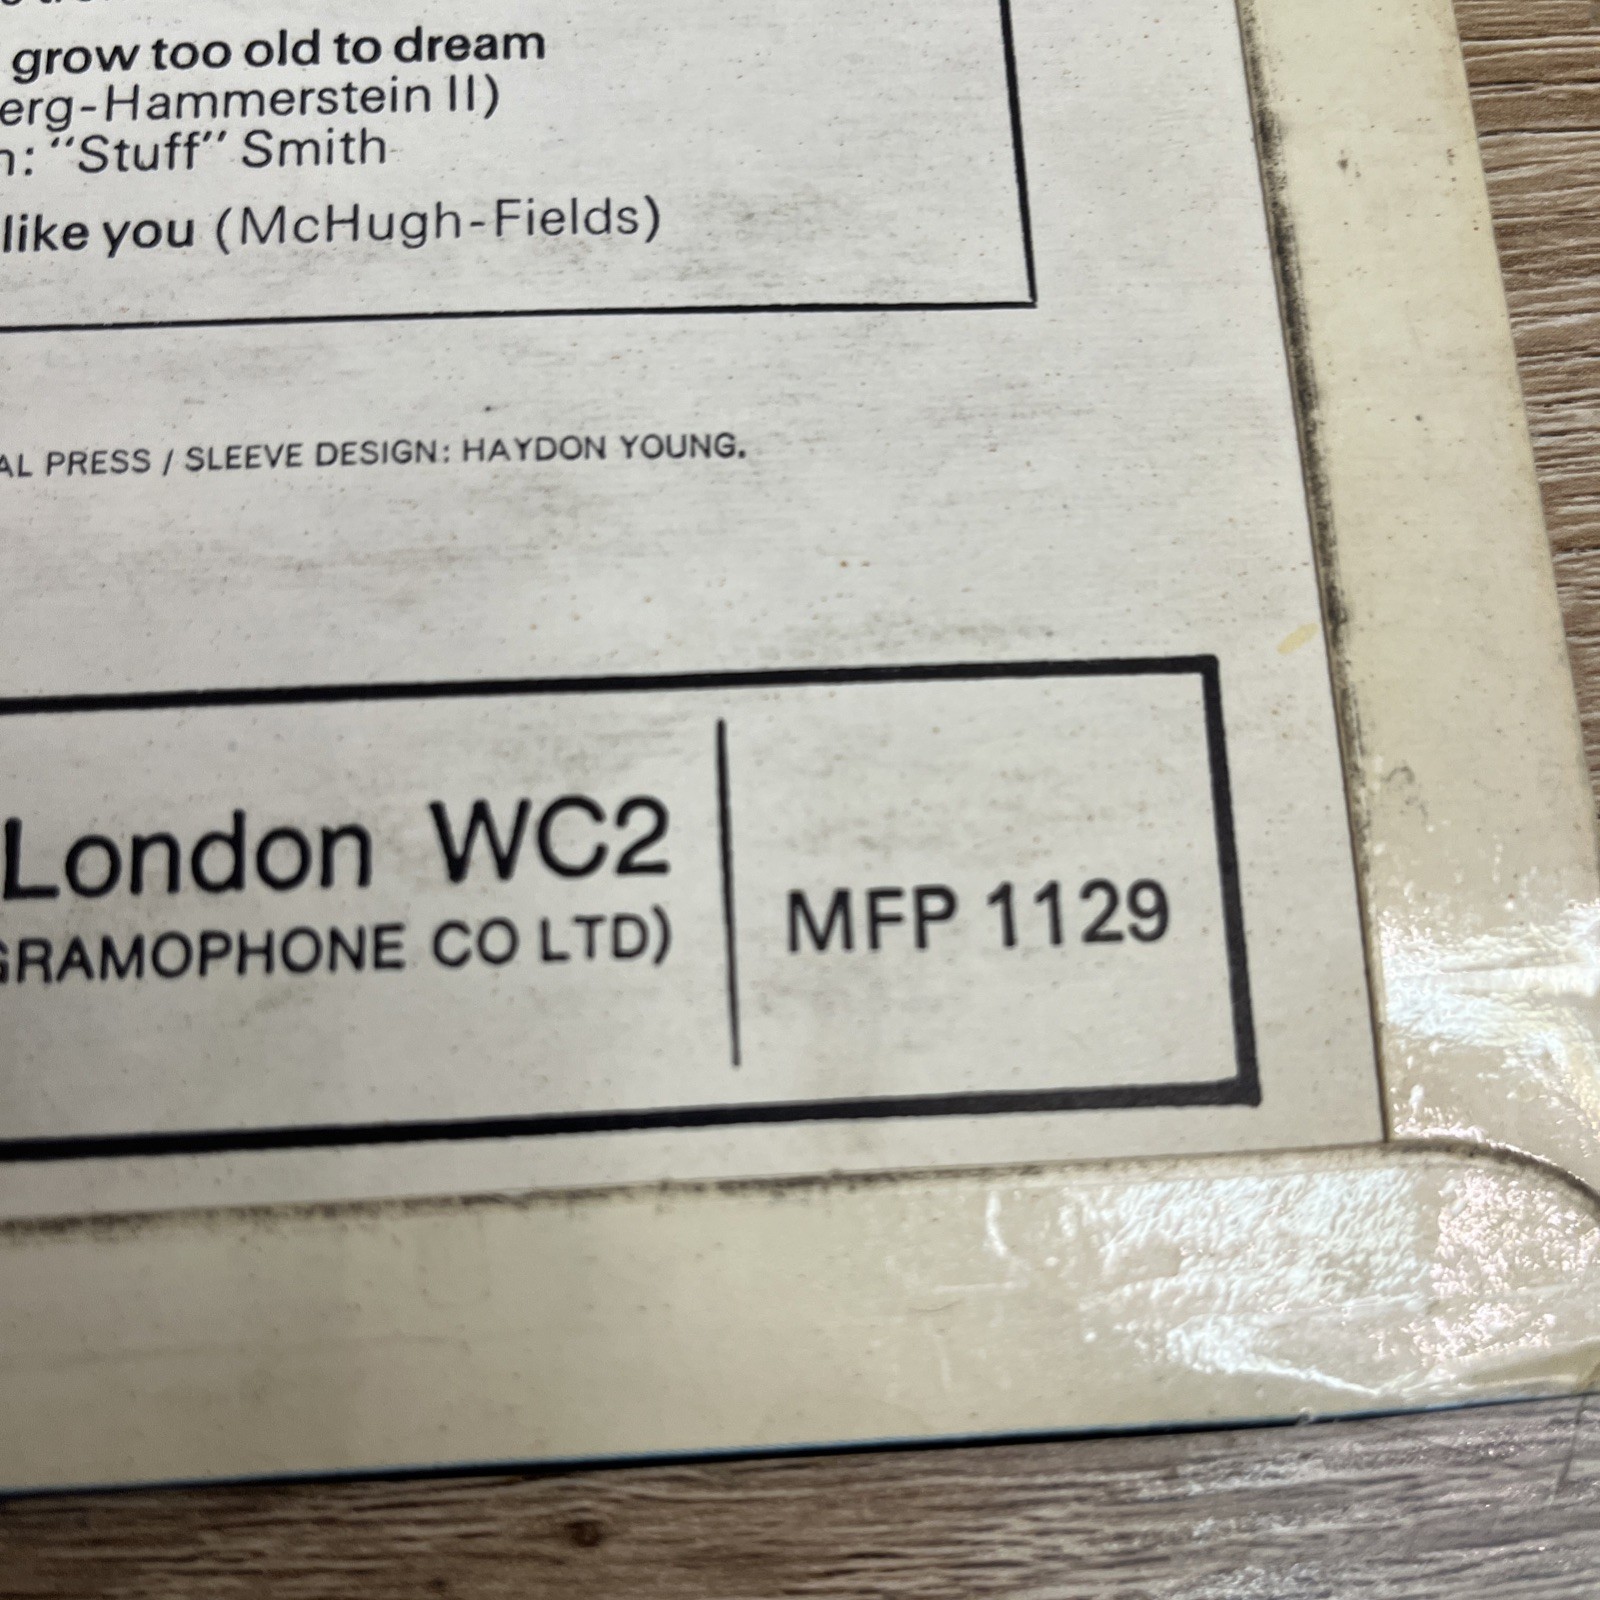 grow too old to dream
erg-Hammerstein II)
: "Stuff" Smith
like you (McHugh-Fields)
AL PRESS / SLEEVE DESIGN: HAYDON YOUNG.
London WC2
GRAMOPHONE CO LTD)
MFP 1129